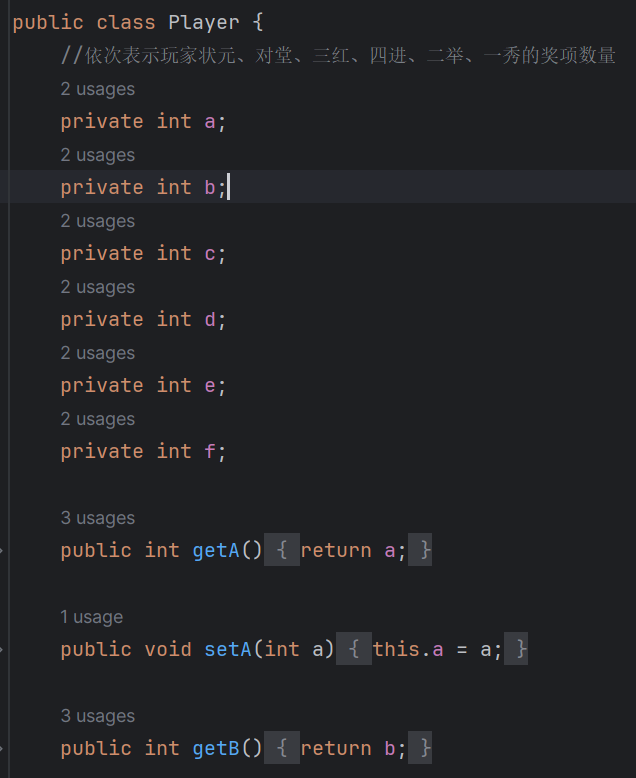 public class Player {
//依次表示玩家状元、对堂、三红、四进、二举、一秀的奖项数量
2 usages
private int a;
2 usages
private int b;
2 usages
private int c;
2 usages
private int d;
2 usages
private int e;
2 usages
private int f;
3 usages
public int getA() { return a; }
1 usage
public void setA(int a) { this.a = a; }
3 usages
public int getB() { return b; }